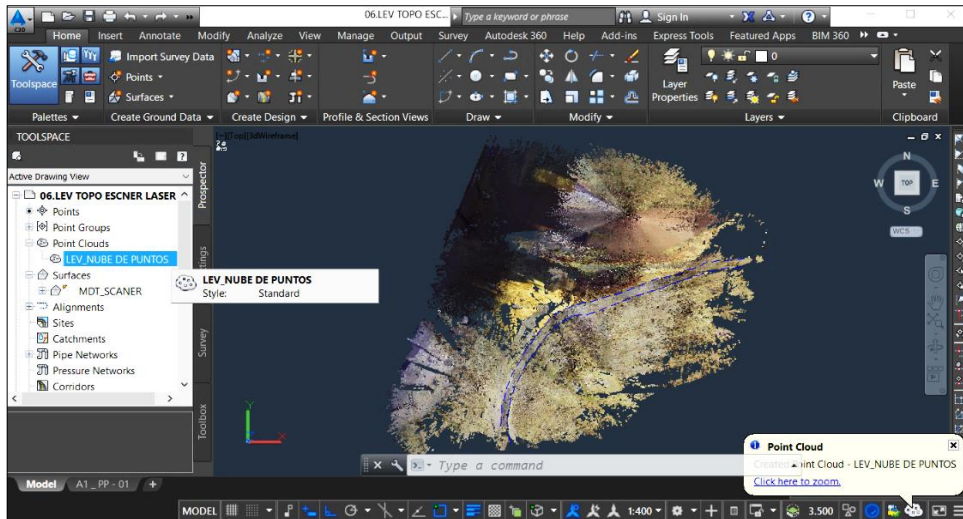 06.LEV TOPO ESC...
Type a keyword or phrase
Sign In
C3D
Home Insert Annotate Modify Analyze View Manage Output Survey Autodesk 360 Help Add-ins Express Tools Featured Apps BIM 360
Toolspace
Import Survey Data
Points
Surfaces
Layer
Properties
0
Paste
Palettes
Create Ground Data
Create Design
Profile & Section Views
Draw
Modify
Layers
Clipboard
TOOLSPACE
Active Drawing View
06.LEV TOPO ESCNER LASER
Points
Point Groups
Point Clouds
LEV_NUBE DE PUNTOS
Surfaces
MDT_SCANER
Alignments
Sites
Catchments
Pipe Networks
Pressure Networks
Corridors
Prospector
Survey
Toolbox
LEV_NUBE DE PUNTOS
Style: Standard
[-][Top][3dWireframe]
N
W TOP E
S
WCS
Y
X
Type a command
Point Cloud
LEV_NUBE DE PUNTOS
Click here to zoom.
Model A1_PP - 01 +
MODEL
1:400
3.500